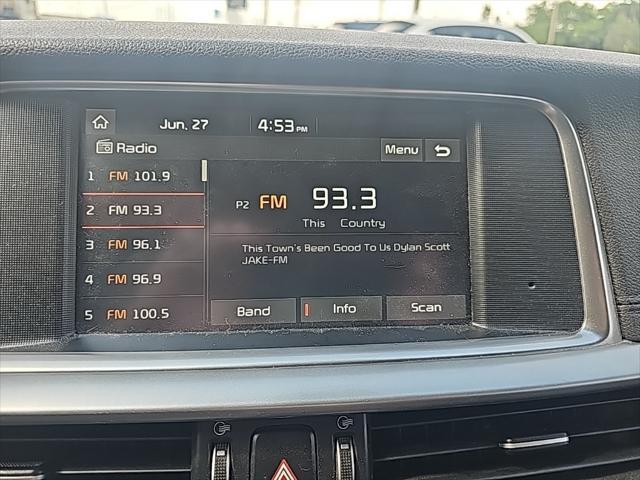 Jun. 27 4:53 PM
Radio Menu
1 FM 101.9
2 FM 93.3
3 FM 96.1
4 FM 96.9
5 FM 100.5
P2 FM 93.3
This Country
This Town's Been Good To Us Dylan Scott
JAKE-FM
Band Info Scan